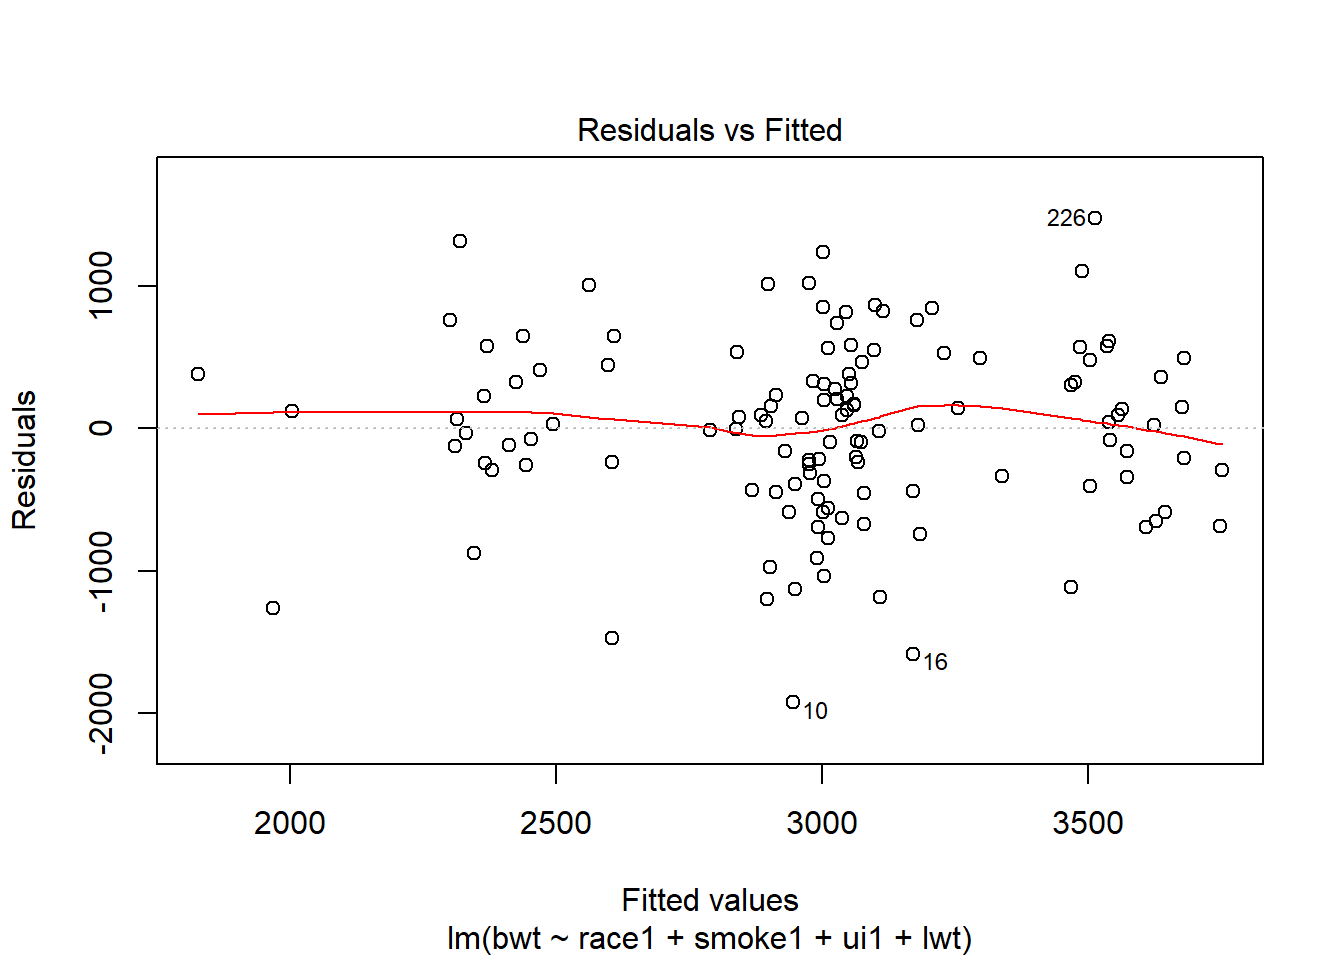 Residuals vs Fitted
Residuals
1000
0
-1000
-2000
226
16
10
2000 2500 3000 3500
Fitted values
lm(bwt ~ race1 + smoke1 + ui1 + lwt)